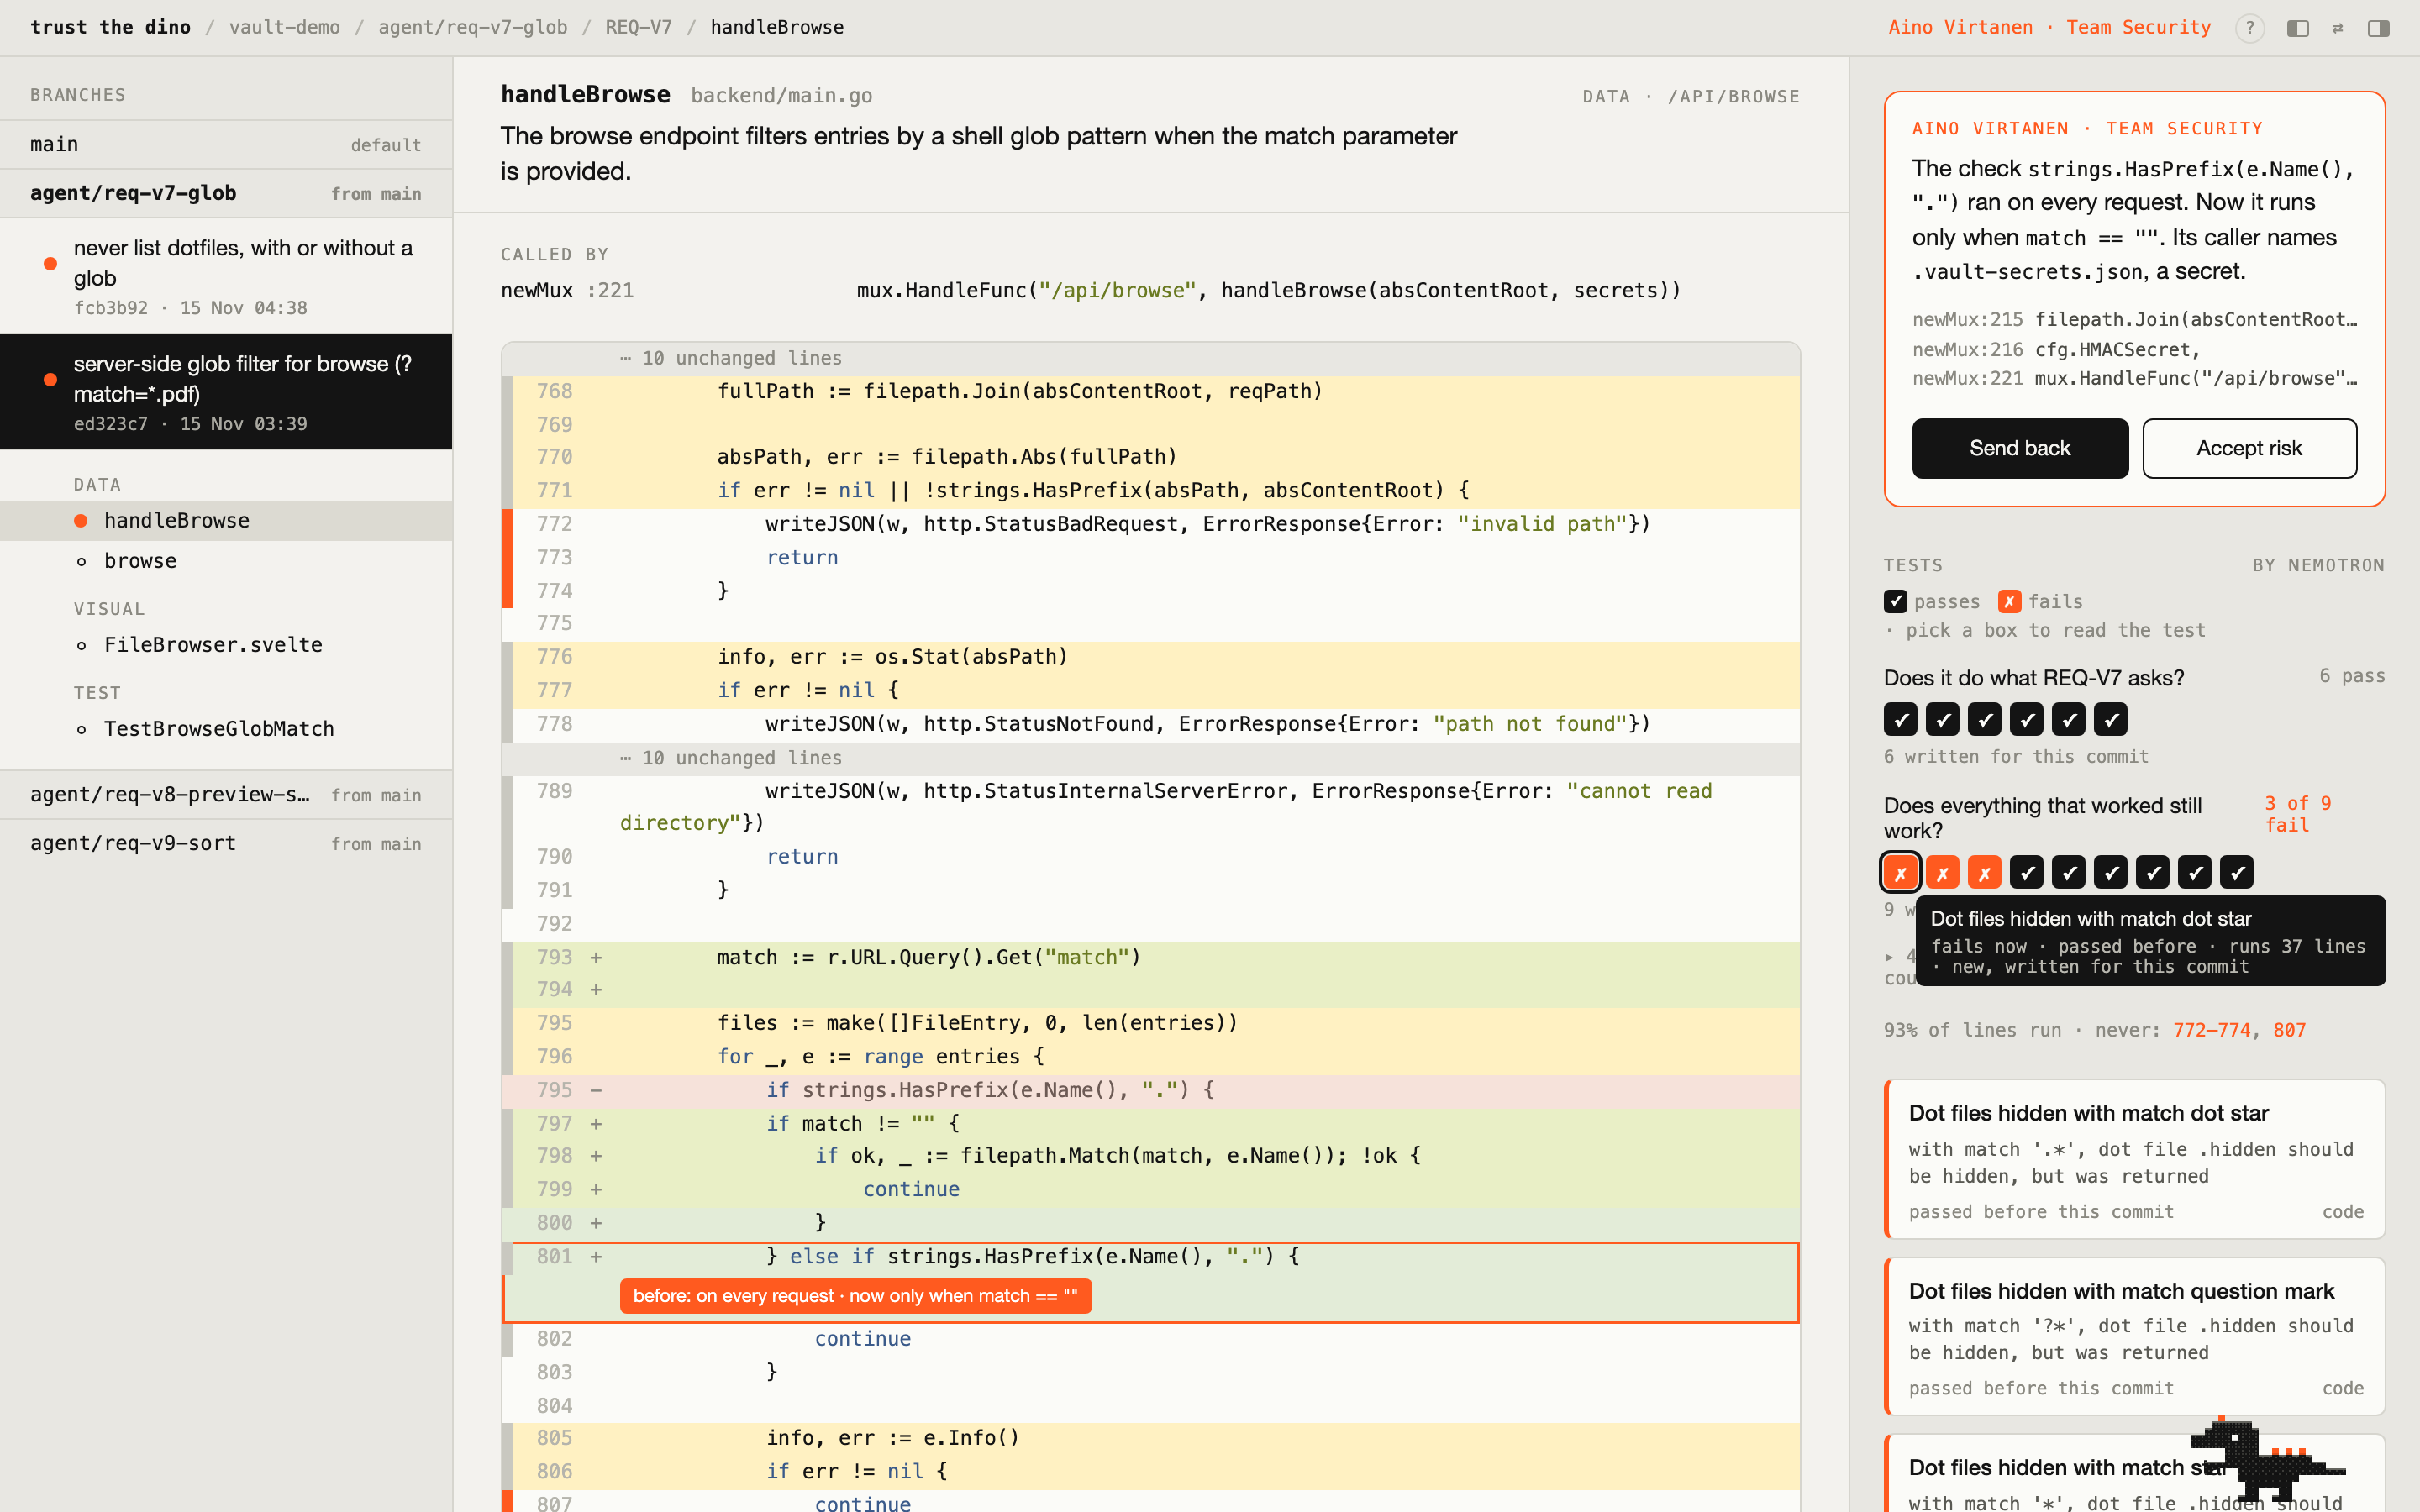 trust the dino / vault-demo / agent/req-v7-glob / REQ-V7 / handleBrowse
Aino Virtanen · Team Security ?
BRANCHES
main default
agent/req-v7-glob from main
never list dotfiles, with or without a
glob
fcb3b92 · 15 Nov 04:38
server-side glob filter for browse (?
match=*.pdf)
ed323c7 · 15 Nov 03:39
DATA
handleBrowse
browse
VISUAL
FileBrowser.svelte
TEST
TestBrowseGlobMatch
agent/req-v8-preview-s… from main
agent/req-v9-sort from main
handleBrowse backend/main.go
DATA · /API/BROWSE
The browse endpoint filters entries by a shell glob pattern when the match parameter
is provided.
CALLED BY
newMux :221 mux.HandleFunc("/api/browse", handleBrowse(absContentRoot, secrets))
⋯ 10 unchanged lines
768 fullPath := filepath.Join(absContentRoot, reqPath)
769
770 absPath, err := filepath.Abs(fullPath)
771 if err != nil || !strings.HasPrefix(absPath, absContentRoot) {
772 writeJSON(w, http.StatusBadRequest, ErrorResponse{Error: "invalid path"})
773 return
774 }
775
776 info, err := os.Stat(absPath)
777 if err != nil {
778 writeJSON(w, http.StatusNotFound, ErrorResponse{Error: "path not found"})
⋯ 10 unchanged lines
789 writeJSON(w, http.StatusInternalServerError, ErrorResponse{Error: "cannot read
directory"})
790 return
791 }
792
793 + match := r.URL.Query().Get("match")
794 +
795 files := make([]FileEntry, 0, len(entries))
796 for _, e := range entries {
795 − if strings.HasPrefix(e.Name(), ".") {
797 + if match != "" {
798 + if ok, _ := filepath.Match(match, e.Name()); !ok {
799 + continue
800 + }
801 + } else if strings.HasPrefix(e.Name(), ".") {
before: on every request · now only when match == ""
802 continue
803 }
804
805 info, err := e.Info()
806 if err != nil {
807 continue
AINO VIRTANEN · TEAM SECURITY
The check strings.HasPrefix(e.Name(),
".") ran on every request. Now it runs
only when match == "". Its caller names
.vault-secrets.json, a secret.
newMux:215 filepath.Join(absContentRoot…
newMux:216 cfg.HMACSecret,
newMux:221 mux.HandleFunc("/api/browse"…
Send back Accept risk
TESTS BY NEMOTRON
✓ passes ✗ fails
· pick a box to read the test
Does it do what REQ-V7 asks? 6 pass
✓ ✓ ✓ ✓ ✓ ✓
6 written for this commit
Does everything that worked still 3 of 9
work? fail
✗ ✗ ✗ ✓ ✓ ✓ ✓ ✓ ✓
9
Dot files hidden with match dot star
fails now · passed before · runs 37 lines
· new, written for this commit
▸ 4
93% of lines run · never: 772–774, 807
Dot files hidden with match dot star
with match '.*', dot file .hidden should
be hidden, but was returned
passed before this commit code
Dot files hidden with match question mark
with match '?*', dot file .hidden should
be hidden, but was returned
passed before this commit code
Dot files hidden with match star
with match '*', dot file .hidden should